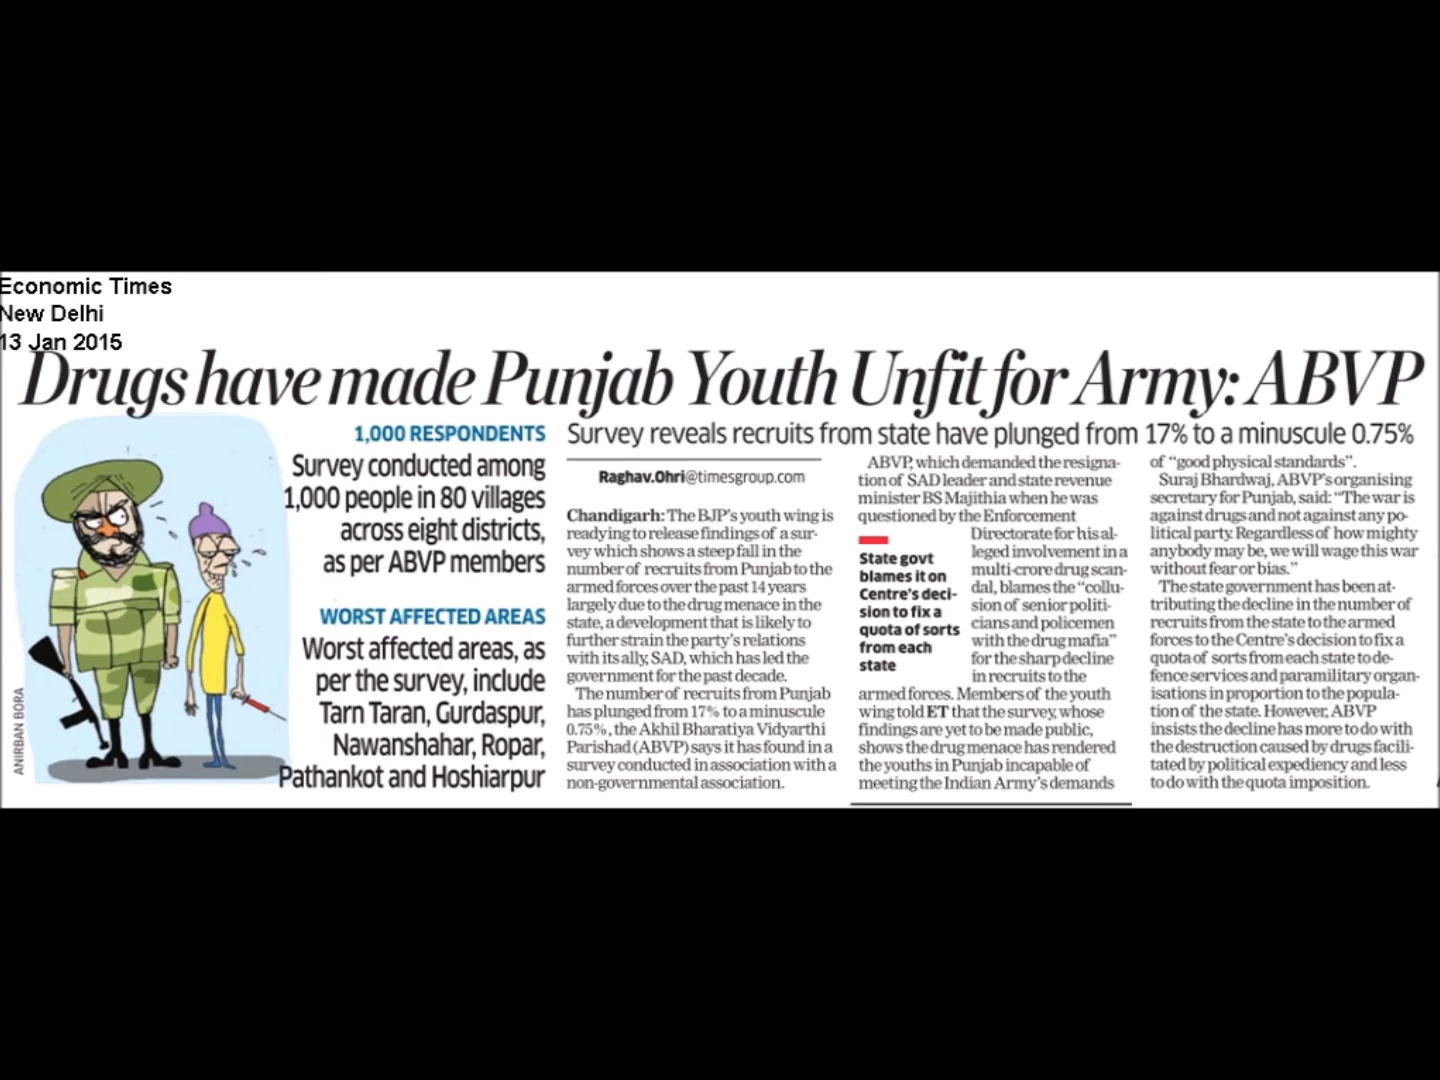 Economic Times
New Delhi
13 Jan 2015
Drugs have made Punjab Youth Unfit for Army: ABVP
ANIRBAN BORA
1,000 RESPONDENTS
Survey conducted among
1,000 people in 80 villages
across eight districts,
as per ABVP members
WORST AFFECTED AREAS
Worst affected areas, as
per the survey, include
Tarn Taran, Gurdaspur,
Nawanshahar, Ropar,
Pathankot and Hoshiarpur
Survey reveals recruits from state have plunged from 17% to a minuscule 0.75%
Raghav.Ohri@timesgroup.com
Chandigarh: The BJP's youth wing is
readying to release findings of a sur-
vey which shows a steep fall in the
number of recruits from Punjab to the
armed forces over the past 14 years
largely due to the drug menace in the
state, a development that is likely to
further strain the party's relations
with its ally, SAD, which has led the
government for the past decade.
The number of recruits from Punjab
has plunged from 17% to a minuscule
0.75%, the Akhil Bharatiya Vidyarthi
Parishad (ABVP) says it has found in a
survey conducted in association with a
non-governmental association.
ABVP, which demanded the resigna-
tion of SAD leader and state revenue
minister BS Majithia when he was
questioned by the Enforcement
Directorate for his al-
leged involvement in a
multi-crore drug scan-
dal, blames the "collu-
sion of senior politi-
cians and policemen
with the drug mafia"
for the sharp decline
in recruits to the
State govt
blames it on
Centre's deci-
sion to fix a
quota of sorts
from each
state
armed forces. Members of the youth
wing told ET that the survey, whose
findings are yet to be made public,
shows the drug menace has rendered
the youths in Punjab incapable of
meeting the Indian Army's demands
of "good physical standards".
Suraj Bhardwaj, ABVP's organising
secretary for Punjab, said: "The war is
against drugs and not against any po-
litical party. Regardless of how mighty
anybody may be, we will wage this war
without fear or bias."
The state government has been at-
tributing the decline in the number of
recruits from the state to the armed
forces to the Centre's decision to fix a
quota of sorts from each state to de-
fence services and paramilitary organ-
isations in proportion to the popula-
tion of the state. However, ABVP
insists the decline has more to do with
the destruction caused by drugs facili-
tated by political expediency and less
to do with the quota imposition.